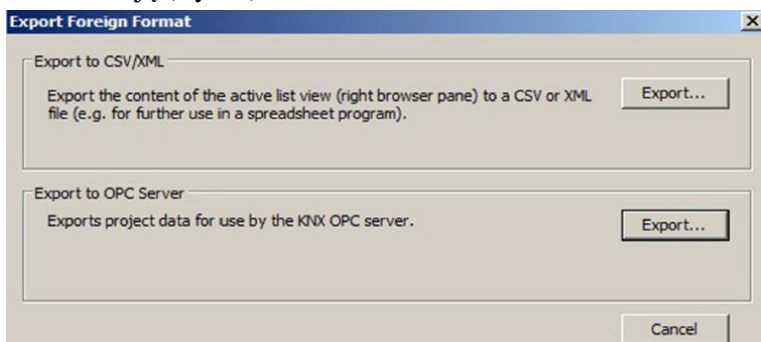 Export Foreign Format
Export to CSV/XML
Export the content of the active list view (right browser pane) to a CSV or XML
file (e.g. for further use in a spreadsheet program).
Export...
Export to OPC Server
Exports project data for use by the KNX OPC server.
Export...
Cancel